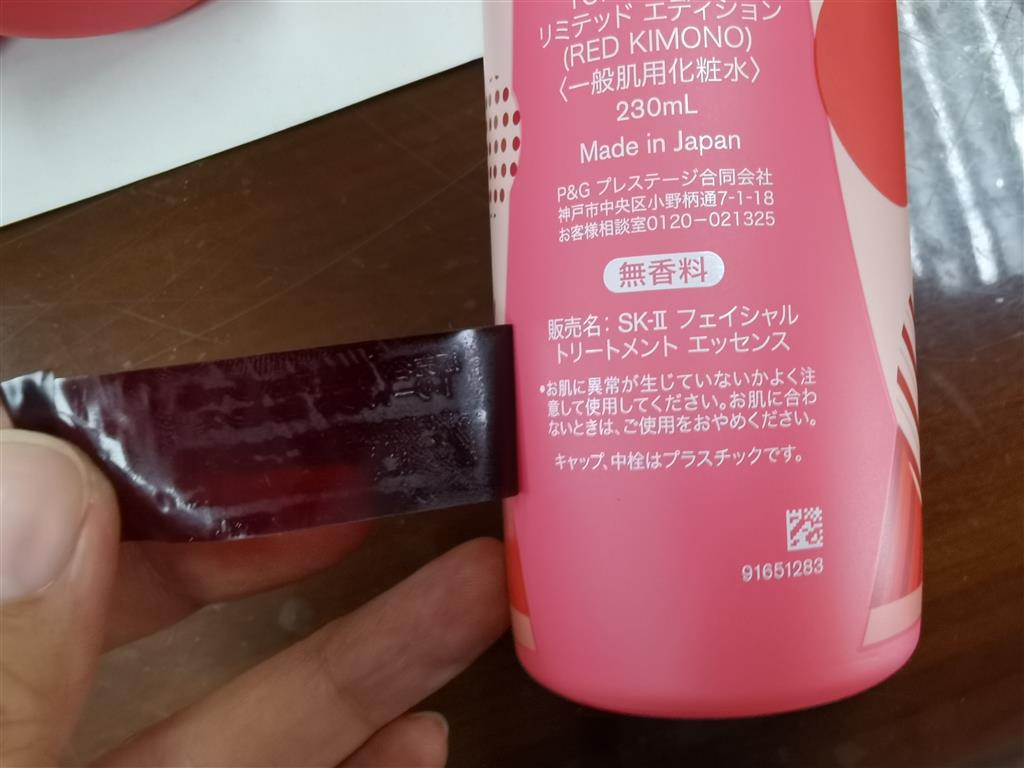 リミテッド エディション
(RED KIMONO)
〈一般肌用化粧水〉
230mL
Made in Japan
P&G プレステージ合同会社
神戸市中央区小野柄通7-1-18
お客様相談室0120-021325
無香料
販売名: SK-II フェイシャル
トリートメント エッセンス
•お肌に異常が生じていないかよく注
意して使用してください。お肌に合わ
ないときは、ご使用をおやめください。
キャップ、中栓はプラスチックです。
91651283